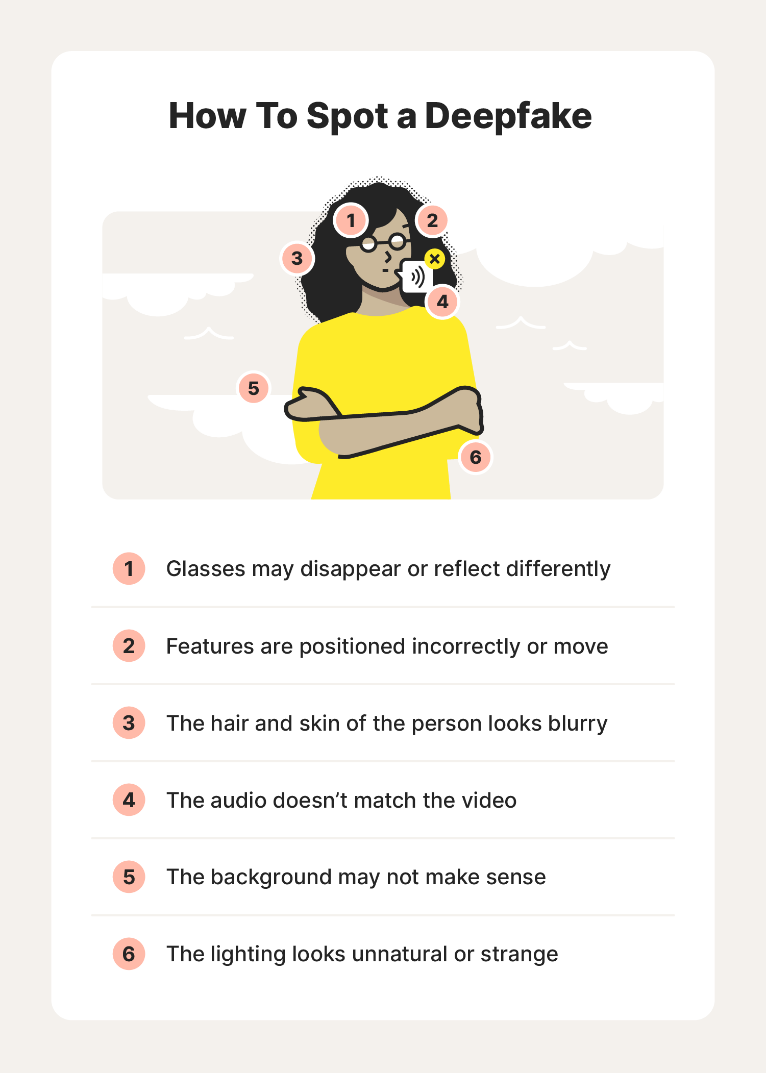 How To Spot a Deepfake
1
2
3
4
5
6
1 Glasses may disappear or reflect differently
2 Features are positioned incorrectly or move
3 The hair and skin of the person looks blurry
4 The audio doesn’t match the video
5 The background may not make sense
6 The lighting looks unnatural or strange